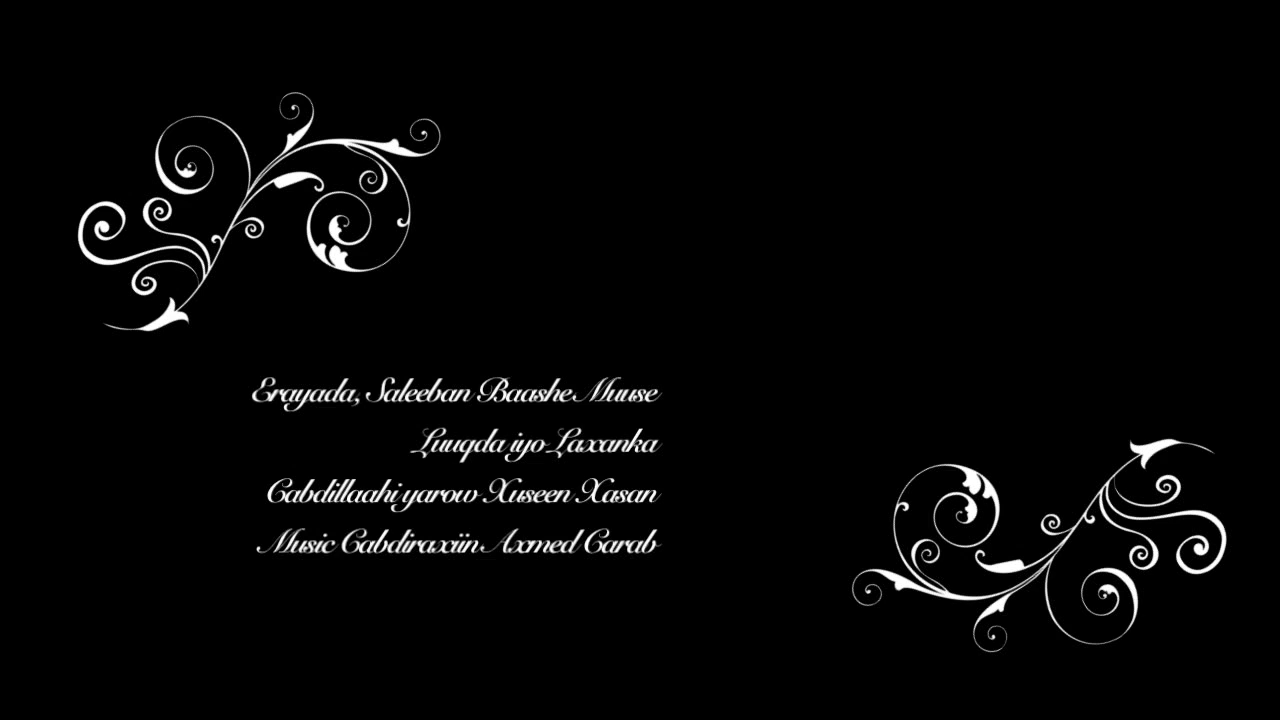 Erayada, Saleeban Baashe Muuse
Luuqda iyo Laxanka
Cabdillaahi yarow Xuseen Xasan
Music Cabdiraxiin Axmed Carab